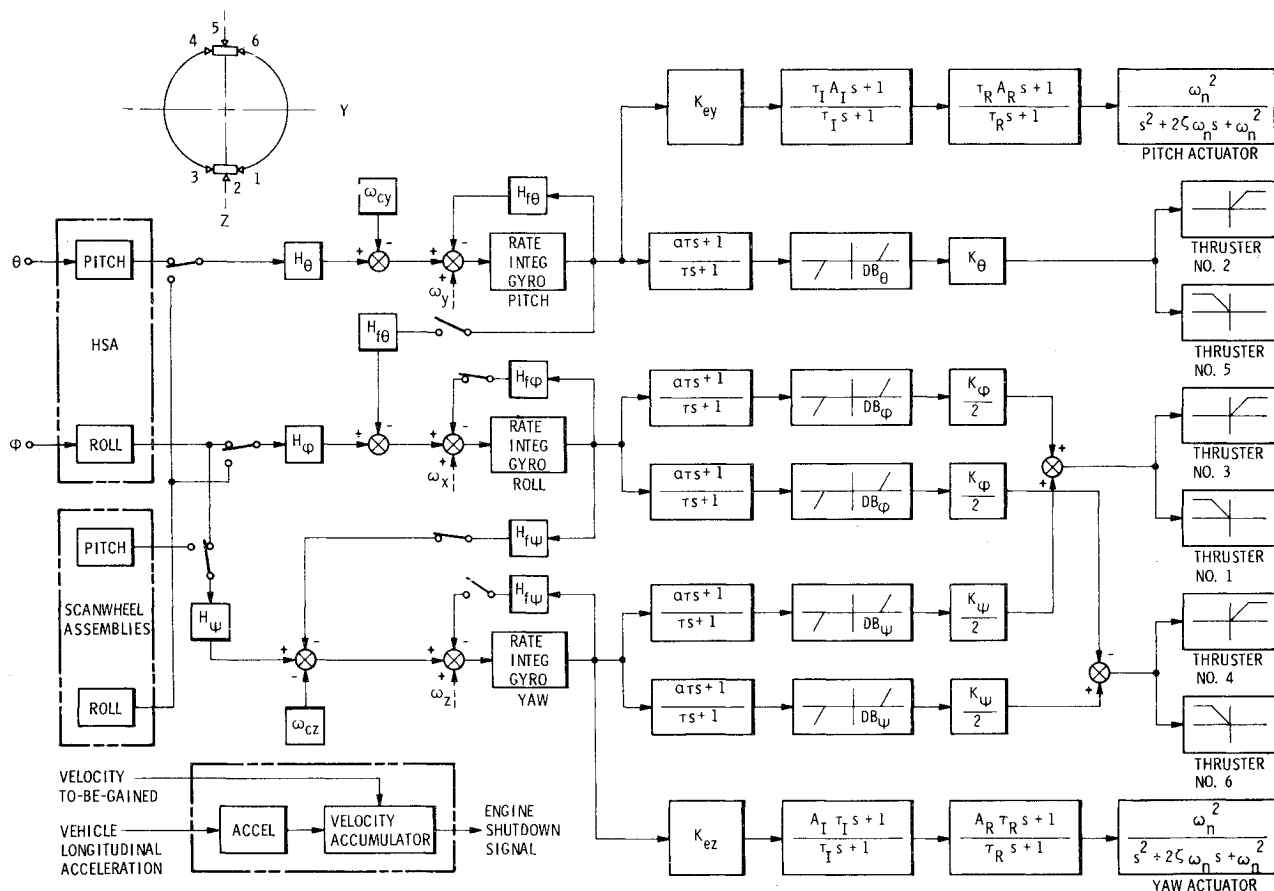 5
4
6
Y
3
2
1
Z
K_ey
τ_I A_I s + 1
τ_I s + 1
τ_R A_R s + 1
τ_R s + 1
ω_n^2
s^2 + 2ζ ω_n s + ω_n^2
PITCH ACTUATOR
θ
PITCH
HSA
ROLL
φ
H_θ
ω_cy
+
-
+
-
+
ω_y
H_fθ
RATE
INTEG
GYRO
PITCH
ατs + 1
τs + 1
DB_θ
K_θ
THRUSTER
NO. 2
THRUSTER
NO. 5
H_fθ
H_φ
+
-
+
-
+
ω_x
H_fφ
RATE
INTEG
GYRO
ROLL
ατs + 1
τs + 1
DB_φ
K_φ
2
ατs + 1
τs + 1
DB_φ
K_φ
2
+
+
THRUSTER
NO. 3
THRUSTER
NO. 1
PITCH
SCANWHEEL
ASSEMBLIES
ROLL
H_ψ
H_fψ
+
-
-
ω_cz
+
-
+
ω_z
H_fψ
RATE
INTEG
GYRO
YAW
ατs + 1
τs + 1
DB_ψ
K_ψ
2
ατs + 1
τs + 1
DB_ψ
K_ψ
2
-
+
THRUSTER
NO. 4
THRUSTER
NO. 6
VELOCITY
TO-BE-GAINED
VEHICLE
LONGITUDINAL
ACCELERATION
ACCEL
VELOCITY
ACCUMULATOR
ENGINE
SHUTDOWN
SIGNAL
K_ez
A_I τ_I s + 1
τ_I s + 1
A_R τ_R s + 1
τ_R s + 1
ω_n^2
s^2 + 2ζ ω_n s + ω_n^2
YAW ACTUATOR